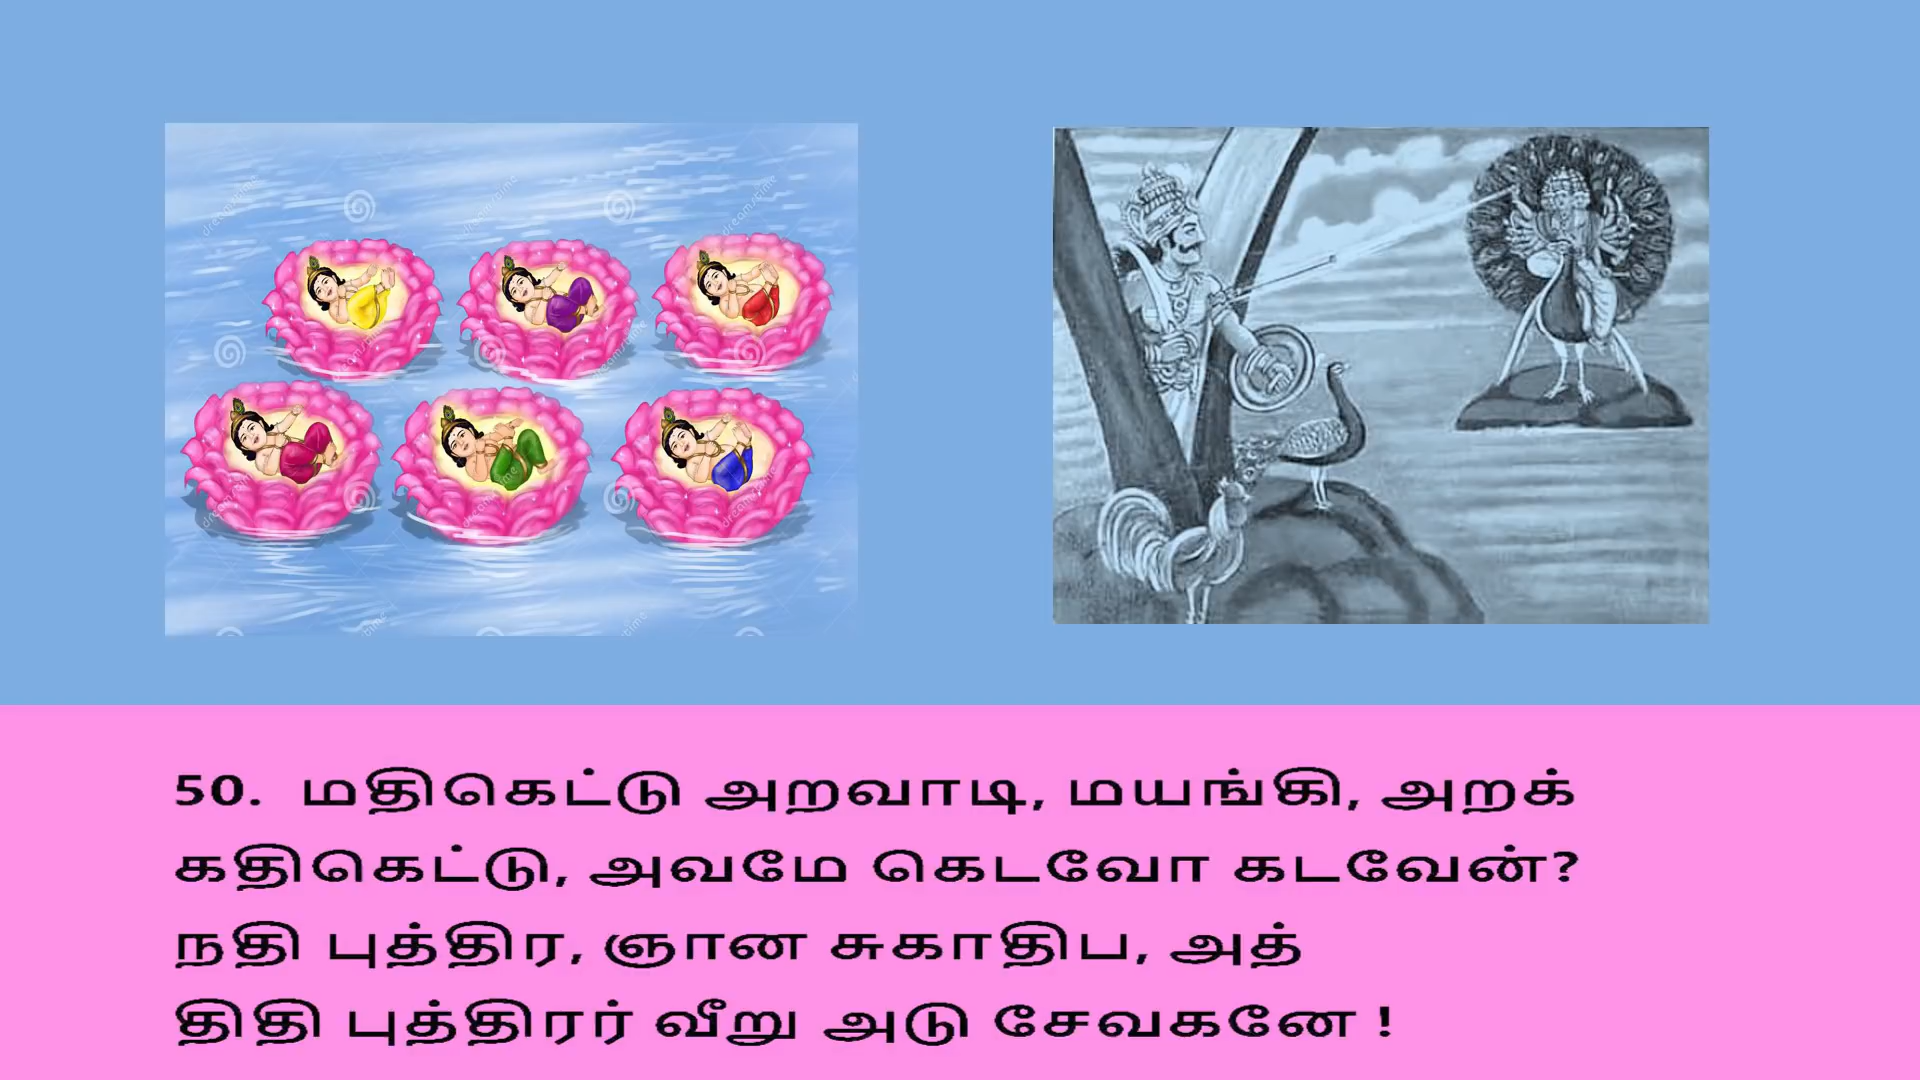 50. மதிகெட்டு அறவாடி, மயங்கி, அறக்
கதிகெட்டு, அவமே கெடவோ கடவேன்?
நதி புத்திர, ஞான சுகாதிப, அத்
திதி புத்திரர் வீறு அடு சேவகனே !